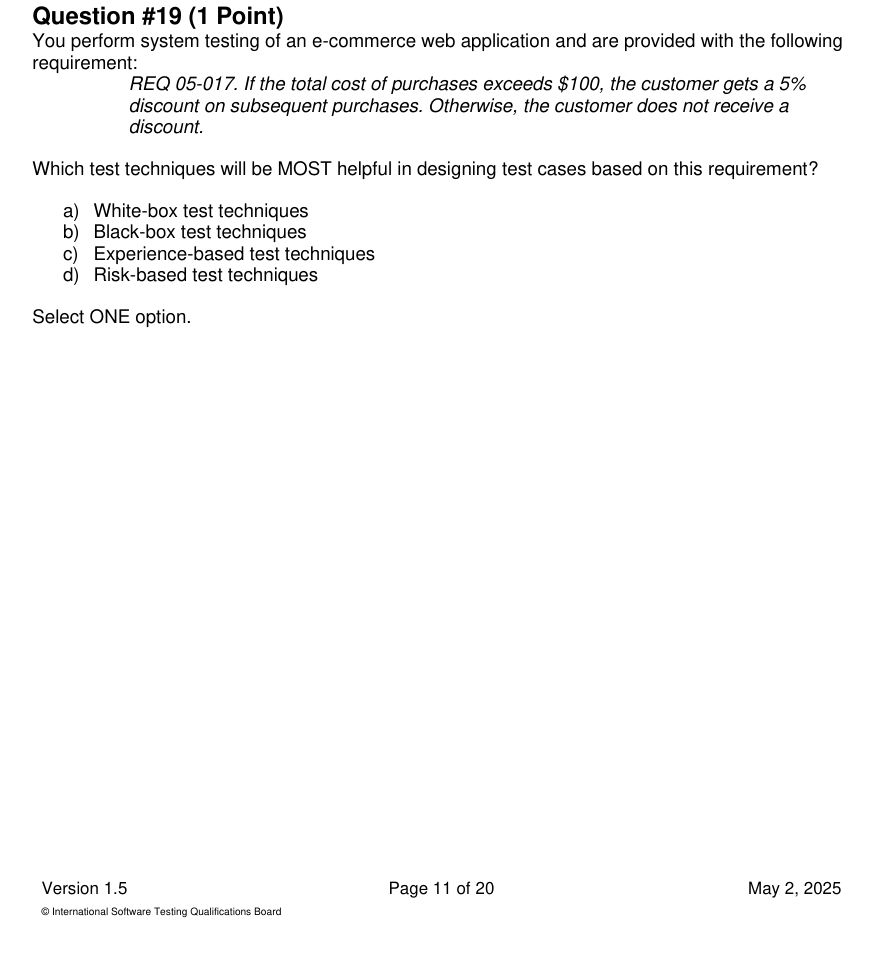 Question #19 (1 Point)
You perform system testing of an e-commerce web application and are provided with the following
requirement:
REQ 05-017. If the total cost of purchases exceeds $100, the customer gets a 5%
discount on subsequent purchases. Otherwise, the customer does not receive a
discount.
Which test techniques will be MOST helpful in designing test cases based on this requirement?
a) White-box test techniques
b) Black-box test techniques
c) Experience-based test techniques
d) Risk-based test techniques
Select ONE option.
Version 1.5 Page 11 of 20 May 2, 2025
© International Software Testing Qualifications Board